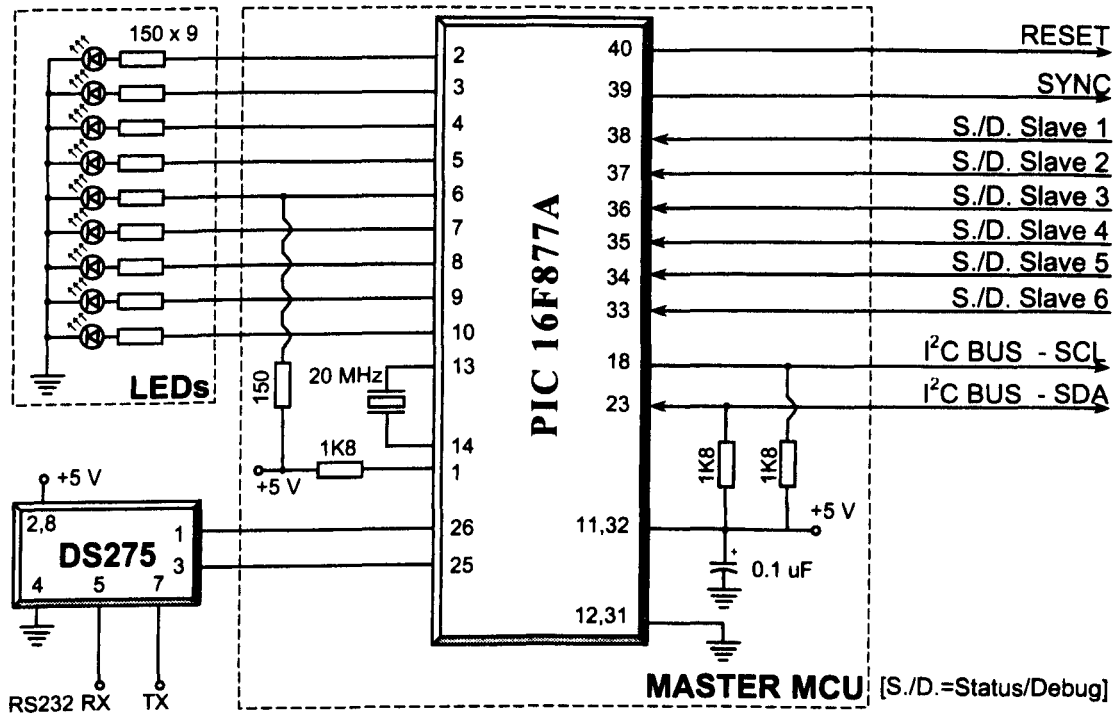 150 x 9
2
3
4
5
6
7
8
9
10
13
14
1
26
25
LEDs
150
20 MHz
1K8
+5 V
+5 V
2,8
1
DS275
3
4
5
7
RS232 RX
TX
PIC 16F877A
40
39
38
37
36
35
34
33
18
23
11,32
12,31
RESET
SYNC
S./D. Slave 1
S./D. Slave 2
S./D. Slave 3
S./D. Slave 4
S./D. Slave 5
S./D. Slave 6
I²C BUS - SCL
I²C BUS - SDA
1K8
1K8
+5 V
+
0.1 uF
MASTER MCU
[S./D.=Status/Debug]